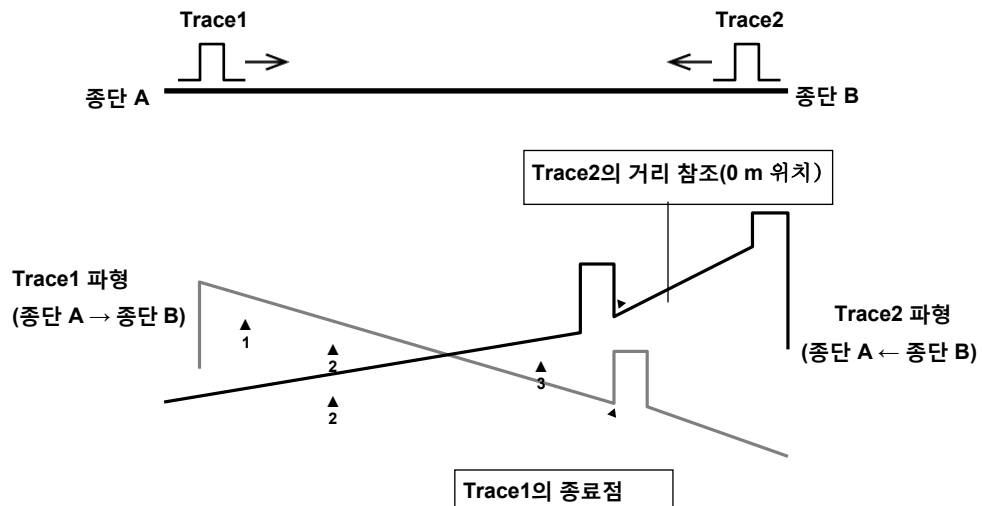 Trace1
Trace2
종단 A
종단 B
Trace2의 거리 참조(0 m 위치)
Trace1 파형
(종단 A → 종단 B)
Trace2 파형
(종단 A ← 종단 B)
1
2
3
2
Trace1의 종료점